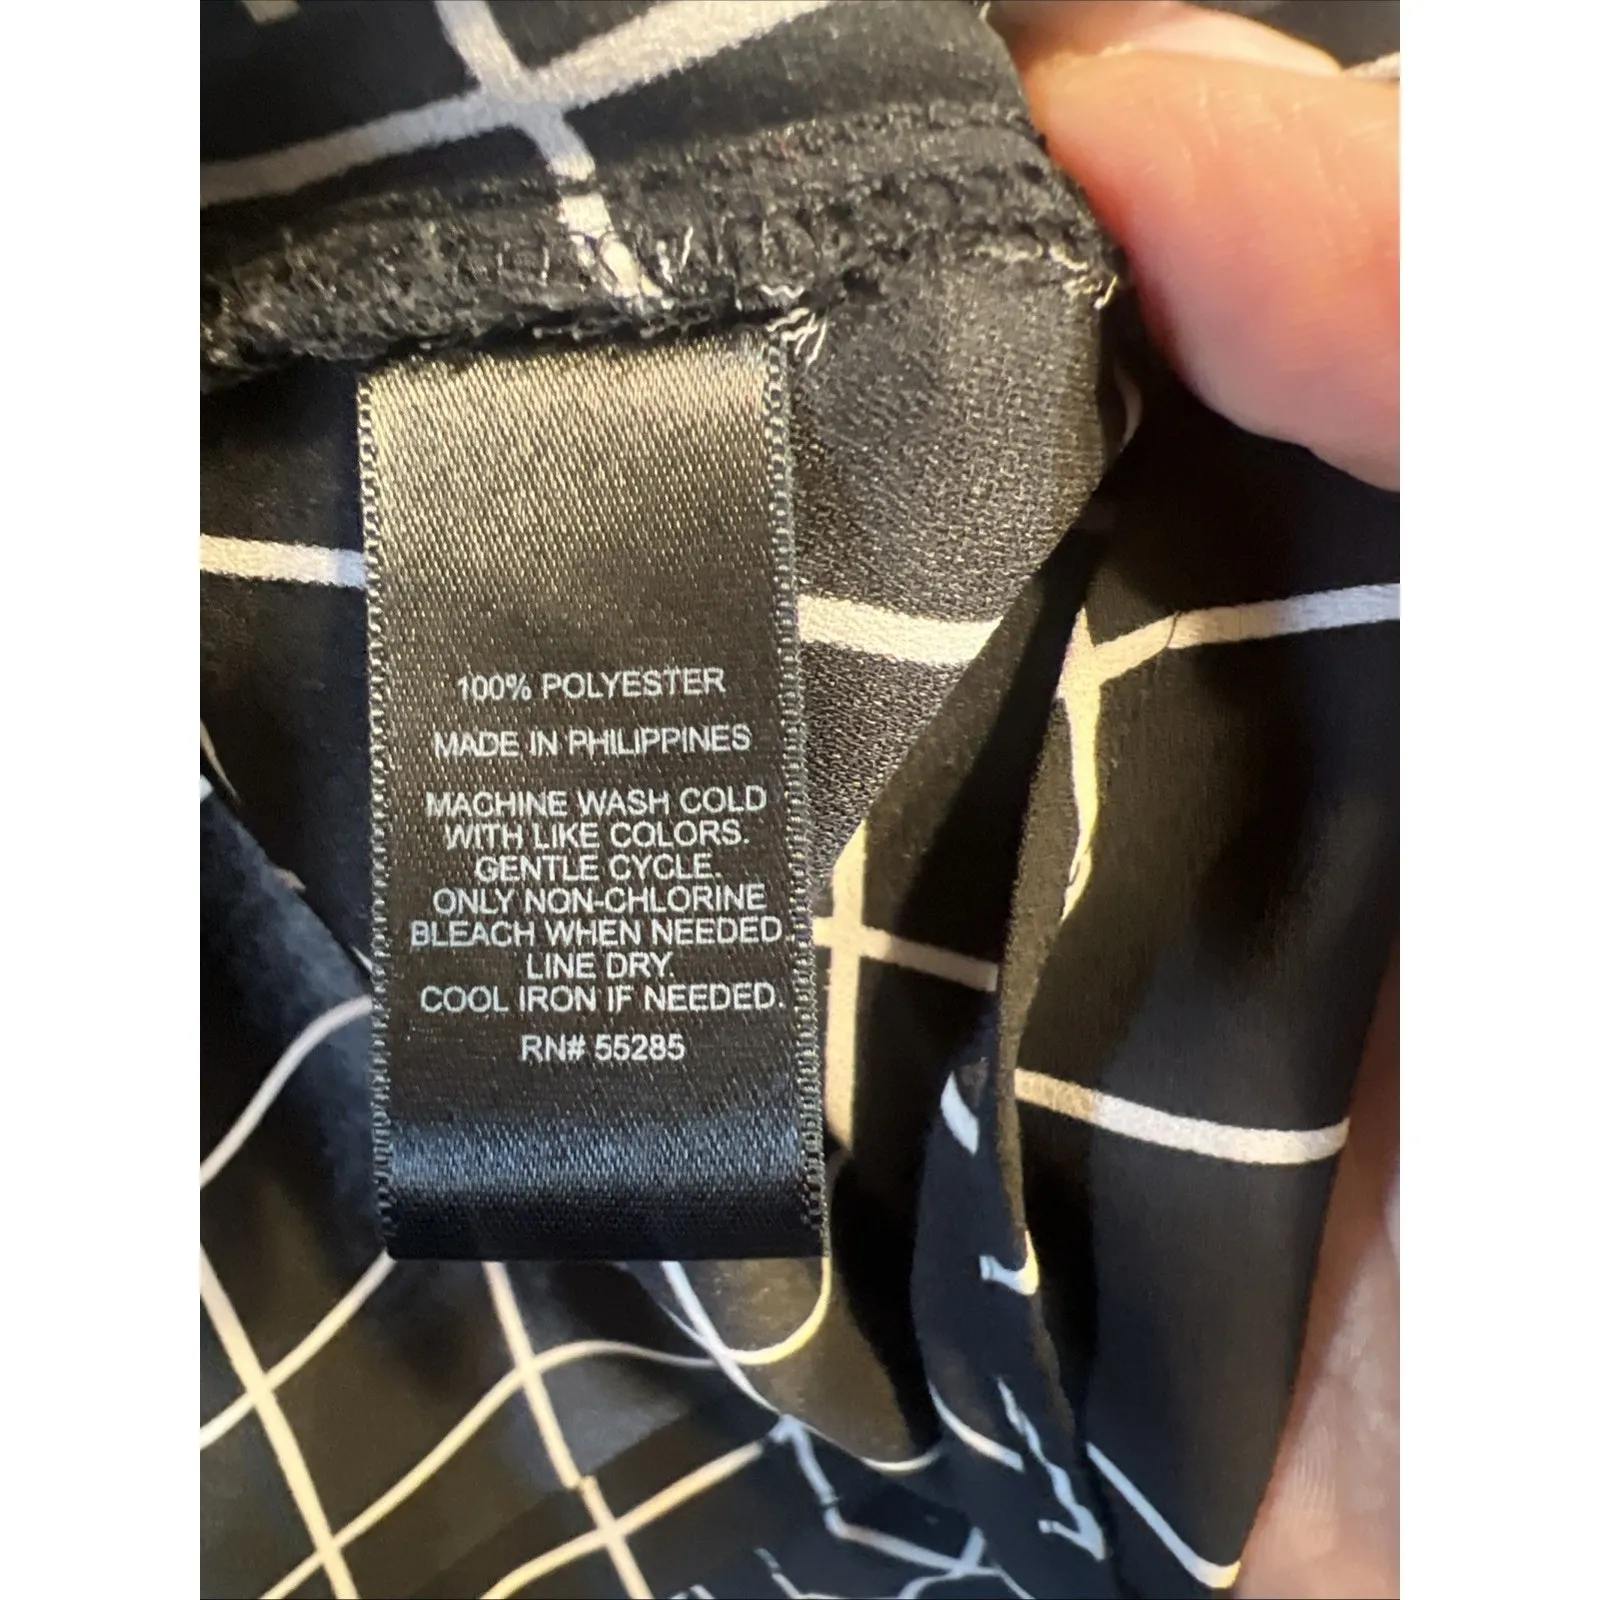 100% POLYESTER
MADE IN PHILIPPINES
MACHINE WASH COLD
WITH LIKE COLORS.
GENTLE CYCLE.
ONLY NON-CHLORINE
BLEACH WHEN NEEDED.
LINE DRY.
COOL IRON IF NEEDED.
RN# 55285